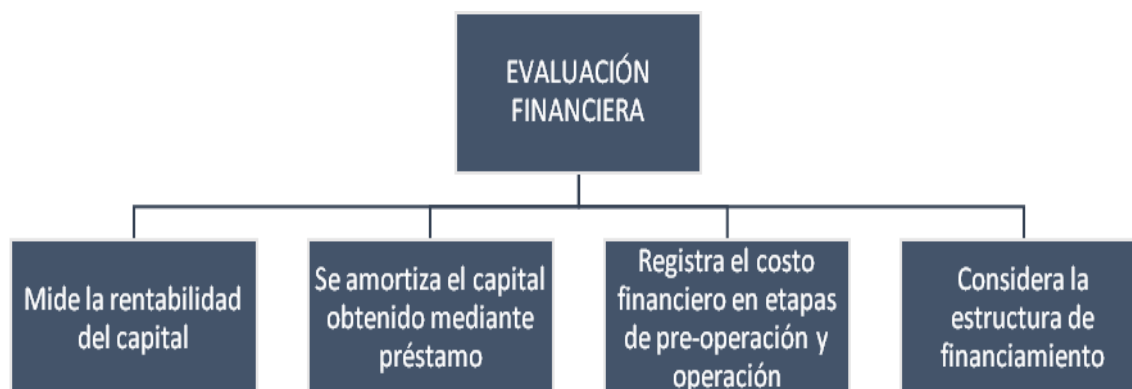 EVALUACIÓN
FINANCIERA
Mide la rentabilidad
del capital
Se amortiza el capital
obtenido mediante
préstamo
Registra el costo
financiero en etapas
de pre-operación y
operación
Considera la
estructura de
financiamiento